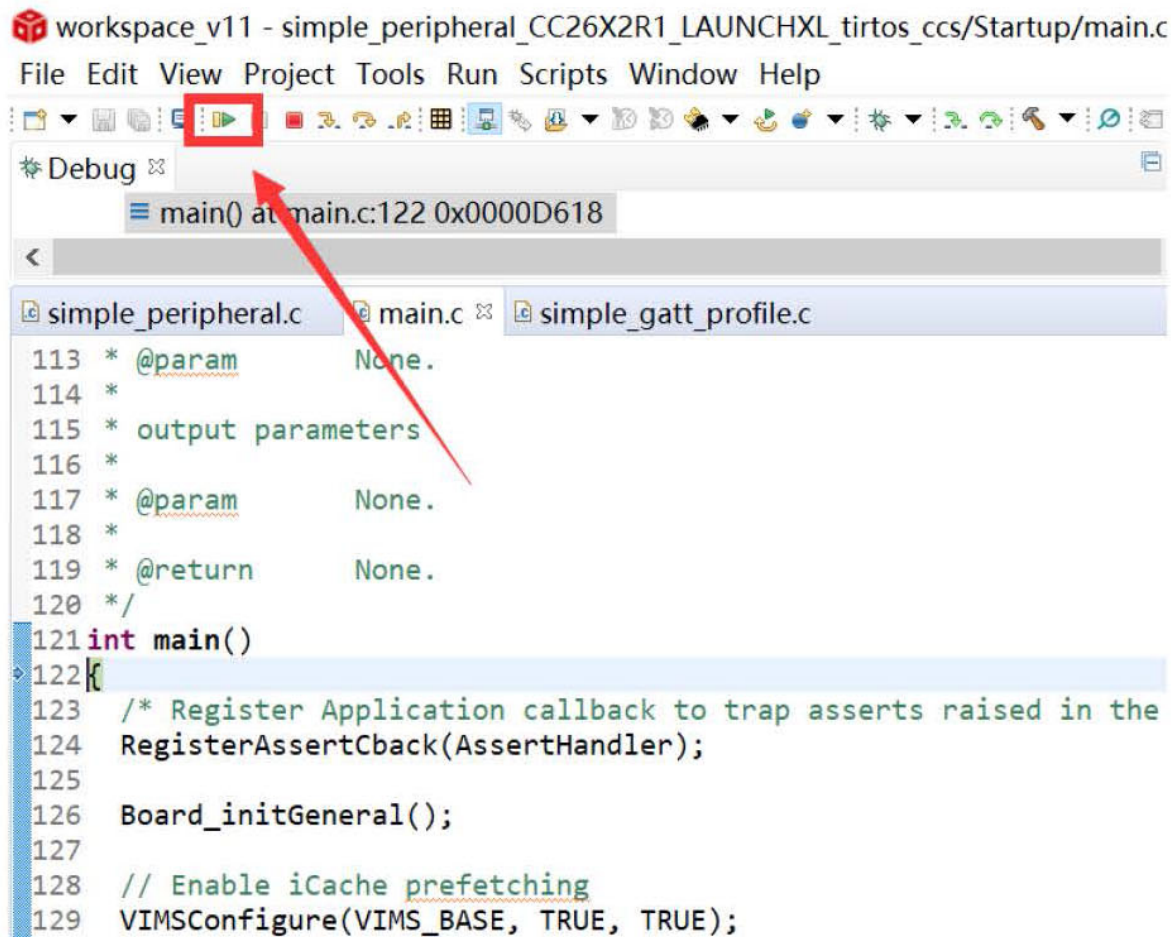 workspace_v11 - simple_peripheral_CC26X2R1_LAUNCHXL_tirtos_ccs/Startup/main.c
File Edit View Project Tools Run Scripts Window Help
Debug
main() at main.c:122 0x0000D618
simple_peripheral.c main.c simple_gatt_profile.c
113 * @param None.
114 *
115 * output parameters
116 *
117 * @param None.
118 *
119 * @return None.
120 */
121 int main()
122 {
123 /* Register Application callback to trap asserts raised in the
124 RegisterAssertCback(AssertHandler);
125
126 Board_initGeneral();
127
128 // Enable iCache prefetching
129 VIMSConfigure(VIMS_BASE, TRUE, TRUE);